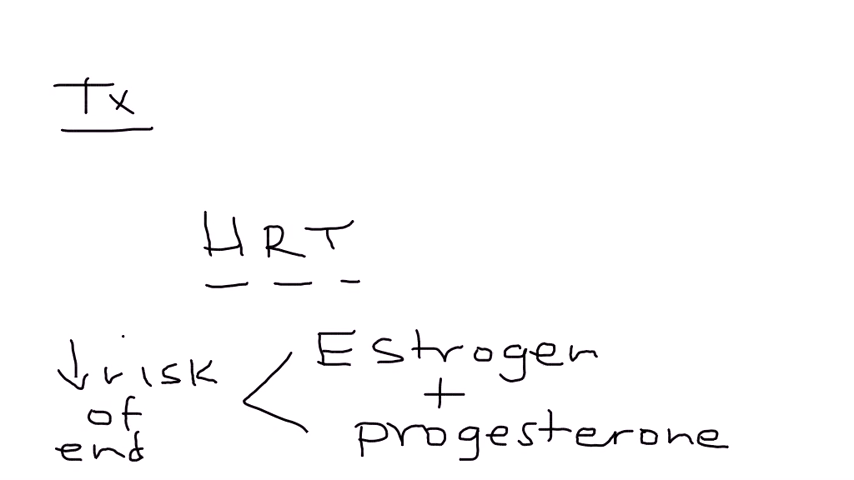 Tx
HRT
↓ risk
of
end
Estrogen
+
progesterone